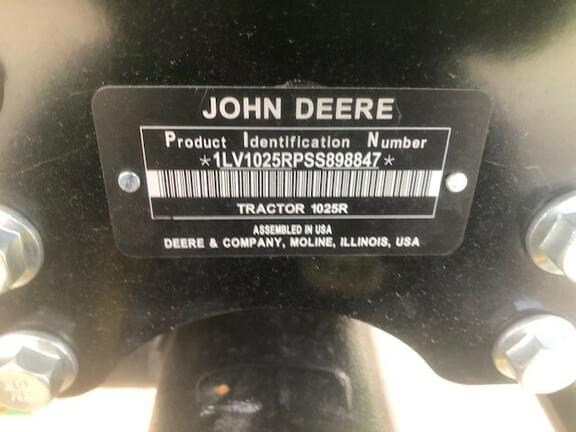 JOHN DEERE
Product Identification Number
*1LV1025RPSS898847*
TRACTOR 1025R
ASSEMBLED IN USA
DEERE & COMPANY, MOLINE, ILLINOIS, USA